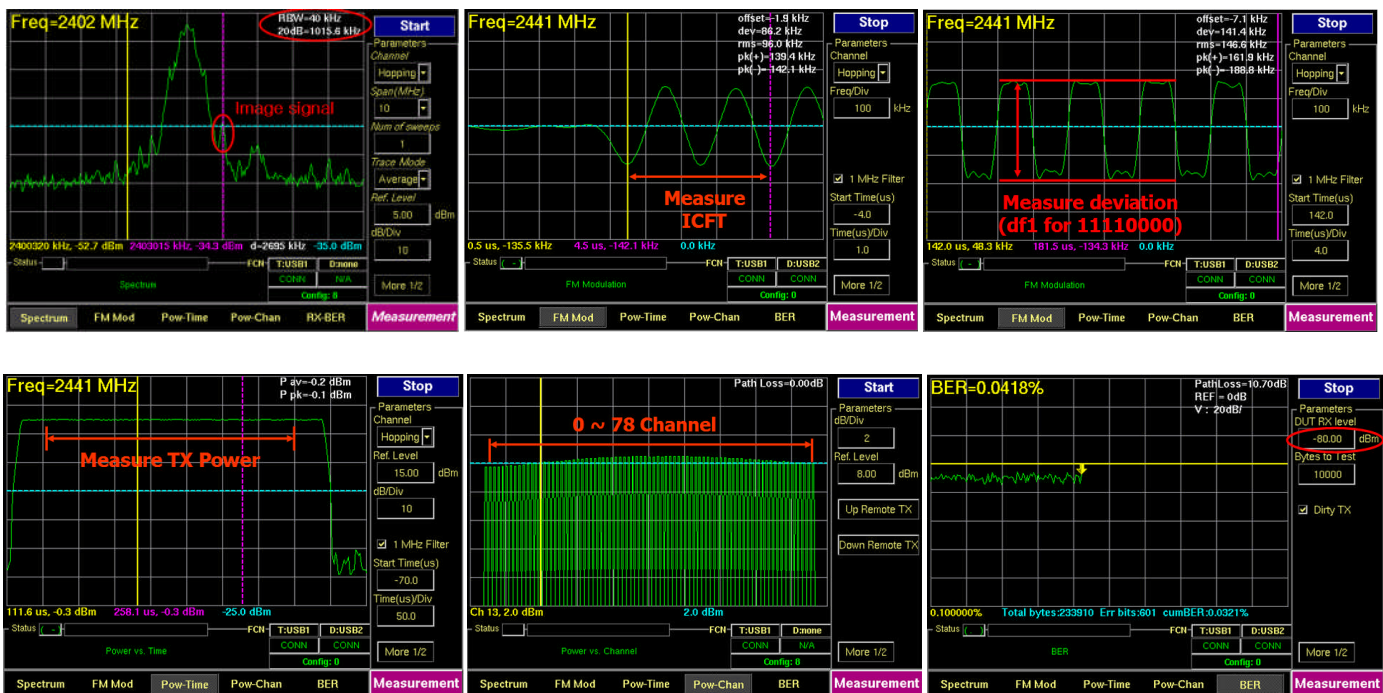 Freq=2402 MHz
RBW=40 kHz
20dB=1015.6 kHz
Image signal
2400320 kHz, -52.7 dBm 2403015 kHz, -34.3 dBm d=2695 kHz -35.0 dBm
Status
FCN
T:USB1 D:none
CONN N/A
Spectrum
Config: 8
Start
Parameters
Channel
Hopping
Span(MHz)
10
Num of sweeps
1
Trace Mode
Average
Ref. Level
5.00 dBm
dB/Div
10
More 1/2
Spectrum FM Mod Pow-Time Pow-Chan RX-BER Measurement
Freq=2441 MHz
offset=-1.9 kHz
dev=86.2 kHz
rms=96.0 kHz
pk(+)=139.4 kHz
pk(-)=-142.1 kHz
Measure
ICFT
0.5 us, -135.5 kHz 4.5 us, -142.1 kHz 0.0 kHz
Status (-)
FCN
T:USB1 D:USB2
CONN CONN
FM Modulation
Config: 0
Stop
Parameters
Channel
Hopping
Freq/Div
100 kHz
1 MHz Filter
Start Time(us)
-4.0
Time(us)/Div
1.0
More 1/2
Spectrum FM Mod Pow-Time Pow-Chan BER Measurement
Freq=2441 MHz
offset=-7.1 kHz
dev=141.4 kHz
rms=146.6 kHz
pk(+)=161.9 kHz
pk(-)=-188.8 kHz
Measure deviation
(df1 for 11110000)
142.0 us, 48.3 kHz 181.5 us, -134.3 kHz 0.0 kHz
Status (-)
FCN
T:USB1 D:USB2
CONN CONN
FM Modulation
Config: 0
Stop
Parameters
Channel
Hopping
Freq/Div
100 kHz
1 MHz Filter
Start Time(us)
142.0
Time(us)/Div
4.0
More 1/2
Spectrum FM Mod Pow-Time Pow-Chan BER Measurement
Freq=2441 MHz
P av=-0.2 dBm
P pk=-0.1 dBm
Measure TX Power
111.6 us, -0.3 dBm 258.1 us, -0.3 dBm -25.0 dBm
Status (-)
FCN
T:USB1 D:USB2
CONN CONN
Power vs. Time
Config: 0
Stop
Parameters
Channel
Hopping
Ref. Level
15.00 dBm
dB/Div
10
1 MHz Filter
Start Time(us)
-70.0
Time(us)/Div
50.0
More 1/2
Spectrum FM Mod Pow-Time Pow-Chan BER Measurement
Path Loss=0.00dB
0 ~ 78 Channel
Ch 13, 2.0 dBm 2.0 dBm
Status
FCN
T:USB1 D:none
CONN N/A
Power vs. Channel
Config: 8
Start
Parameters
dB/Div
2
Ref. Level
8.00 dBm
Up Remote TX
Down Remote TX
More 1/2
Spectrum FM Mod Pow-Time Pow-Chan BER Measurement
BER=0.0418%
PathLoss=10.70dB
REF = 0dB
V : 20dB/
0.100000% Total bytes:233910 Err bits:601 cumBER:0.0321%
Status (-)
FCN
T:USB1 D:USB2
CONN CONN
BER
Config: 0
Stop
Parameters
DUT RX level
-80.00 dBm
Bytes to Test
10000
Dirty TX
More 1/2
Spectrum FM Mod Pow-Time Pow-Chan BER Measurement